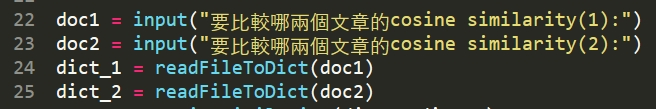 22 doc1 = input("要比較哪兩個文章的cosine similarity(1):")
23 doc2 = input("要比較哪兩個文章的cosine similarity(2):")
24 dict_1 = readFileToDict(doc1)
25 dict_2 = readFileToDict(doc2)